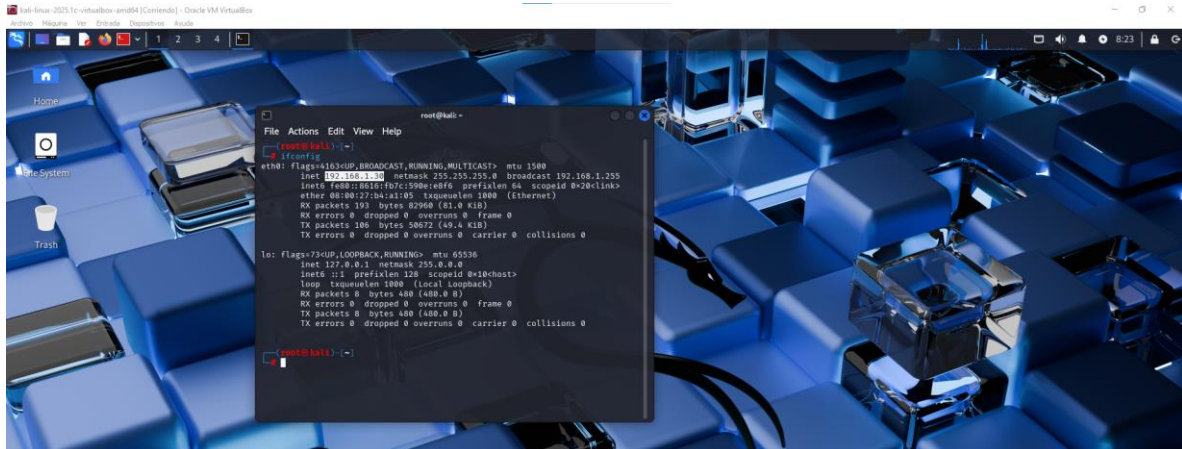 kali-linux-2025.1c-virtualbox-amd64 [Corriendo] - Oracle VM VirtualBox
Archivo Máquina Ver Entrada Dispositivos Ayuda
1 2 3 4
8:23
Home
File System
Trash
root@kali: ~
File Actions Edit View Help
(root㉿kali)-[~]
# ifconfig
eth0: flags=4163<UP,BROADCAST,RUNNING,MULTICAST> mtu 1500
inet 192.168.1.30 netmask 255.255.255.0 broadcast 192.168.1.255
inet6 fe80::8616:fb7c:590e:e8f6 prefixlen 64 scopeid 0×20<link>
ether 08:00:27:b4:a1:05 txqueuelen 1000 (Ethernet)
RX packets 193 bytes 82960 (81.0 KiB)
RX errors 0 dropped 0 overruns 0 frame 0
TX packets 106 bytes 50672 (49.4 KiB)
TX errors 0 dropped 0 overruns 0 carrier 0 collisions 0
lo: flags=73<UP,LOOPBACK,RUNNING> mtu 65536
inet 127.0.0.1 netmask 255.0.0.0
inet6 ::1 prefixlen 128 scopeid 0×10<host>
loop txqueuelen 1000 (Local Loopback)
RX packets 8 bytes 480 (480.0 B)
RX errors 0 dropped 0 overruns 0 frame 0
TX packets 8 bytes 480 (480.0 B)
TX errors 0 dropped 0 overruns 0 carrier 0 collisions 0
(root㉿kali)-[~]
#